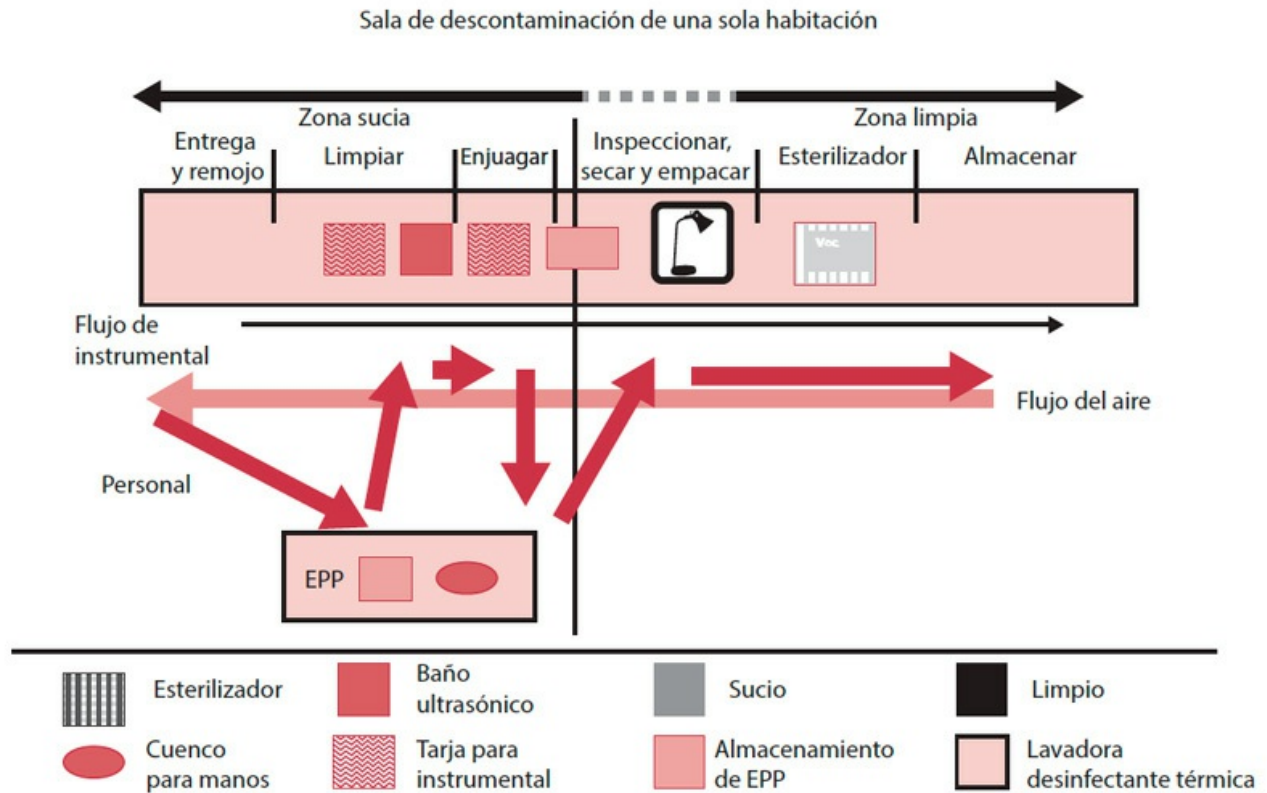 Sala de descontaminación de una sola habitación
Zona sucia
Zona limpia
Entrega
y remojo
Limpiar
Enjuagar
Inspeccionar,
secar y empacar
Esterilizador
Almacenar
Voc
Flujo de
instrumental
Flujo del aire
Personal
EPP
Esterilizador
Baño
ultrasónico
Sucio
Limpio
Cuenco
para manos
Tarja para
instrumental
Almacenamiento
de EPP
Lavadora
desinfectante térmica